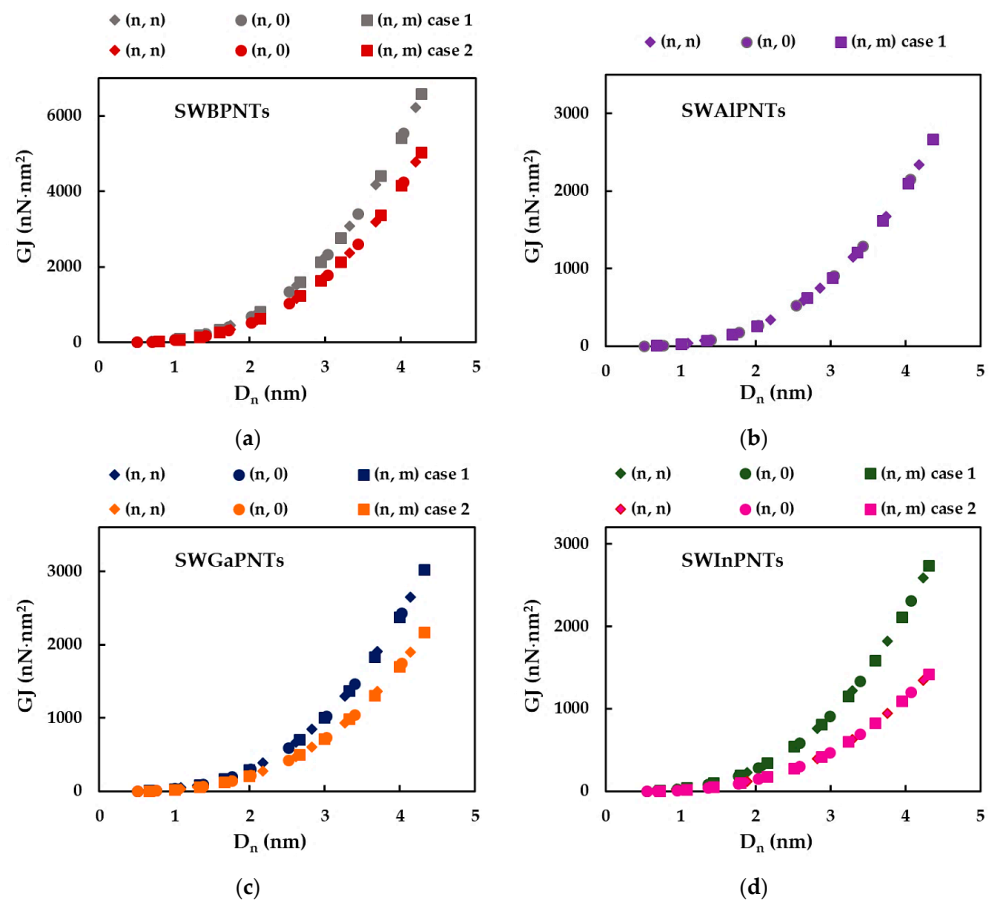 (n, n) (n, 0) (n, m) case 1
(n, n) (n, 0) (n, m) case 2
SWBPNTs
GJ (nN·nm²)
6000
4000
2000
0
0 1 2 3 4 5
Dₙ (nm)
(a)
(n, n) (n, 0) (n, m) case 1
SWAlPNTs
GJ (nN·nm²)
3000
2000
1000
0
0 1 2 3 4 5
Dₙ (nm)
(b)
(n, n) (n, 0) (n, m) case 1
(n, n) (n, 0) (n, m) case 2
SWGaPNTs
GJ (nN·nm²)
3000
2000
1000
0
0 1 2 3 4 5
Dₙ (nm)
(c)
(n, n) (n, 0) (n, m) case 1
(n, n) (n, 0) (n, m) case 2
SWInPNTs
GJ (nN·nm²)
3000
2000
1000
0
0 1 2 3 4 5
Dₙ (nm)
(d)